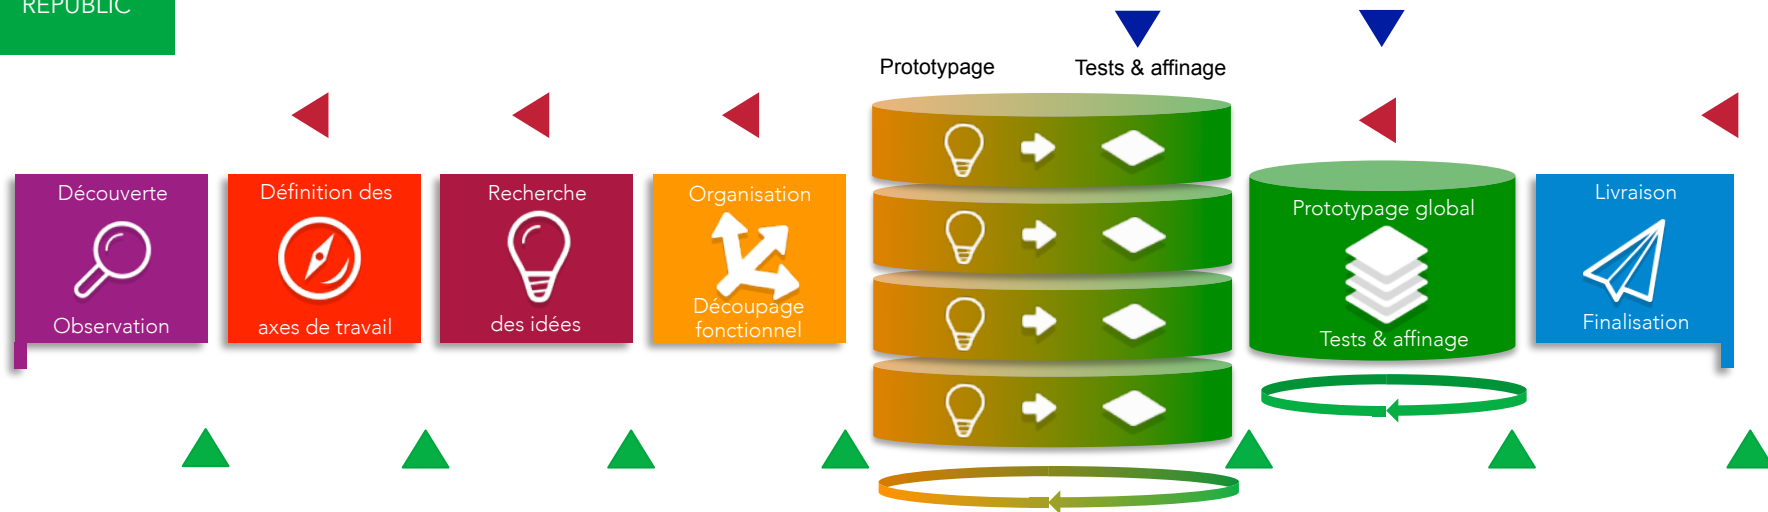 REPUBLIC
Prototypage
Tests & affinage
Découverte
Observation
Définition des
axes de travail
Recherche
des idées
Organisation
Découpage
fonctionnel
Prototypage global
Tests & affinage
Livraison
Finalisation